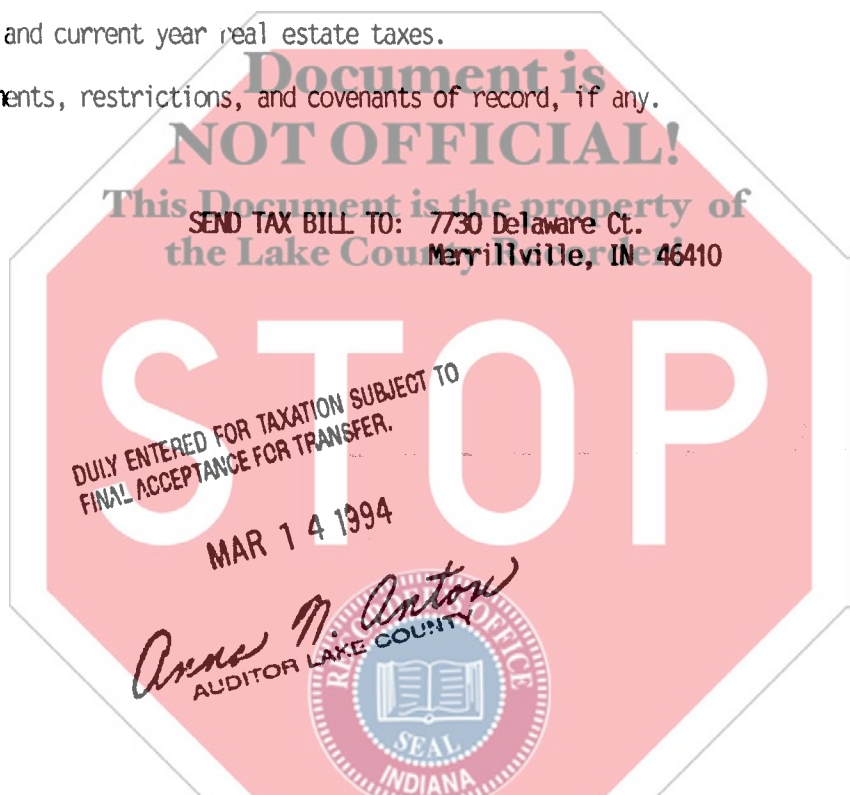 and current year real estate taxes.
Document is
ents, restrictions, and covenants of record, if any.
NOT OFFICIAL!
This Document is the property of
SEND TAX BILL TO: 7730 Delaware Ct.
the Lake County Recorder!
Merrillville, IN 46410
STOP
DULY ENTERED FOR TAXATION SUBJECT TO
FINAL ACCEPTANCE FOR TRANSFER.
MAR 14 1994
Anna N. Anton
AUDITOR LAKE COUNTY
RECORDER'S OFFICE
SEAL
INDIANA